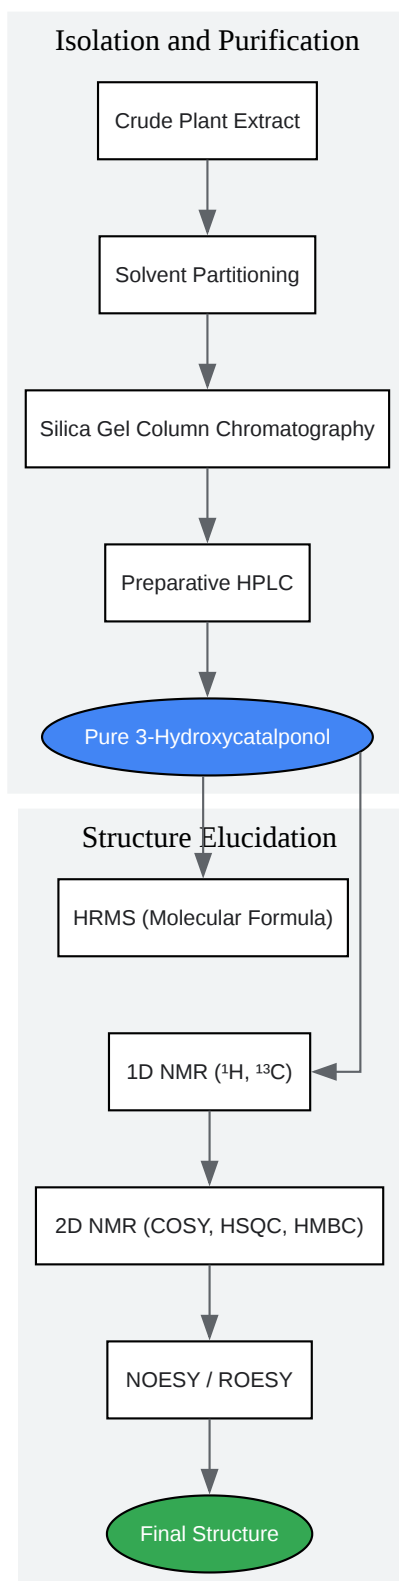 Isolation and Purification
Crude Plant Extract
Solvent Partitioning
Silica Gel Column Chromatography
Preparative HPLC
Pure 3-Hydroxycatalponol
Structure Elucidation
HRMS (Molecular Formula)
1D NMR (¹H, ¹³C)
2D NMR (COSY, HSQC, HMBC)
NOESY / ROESY
Final Structure